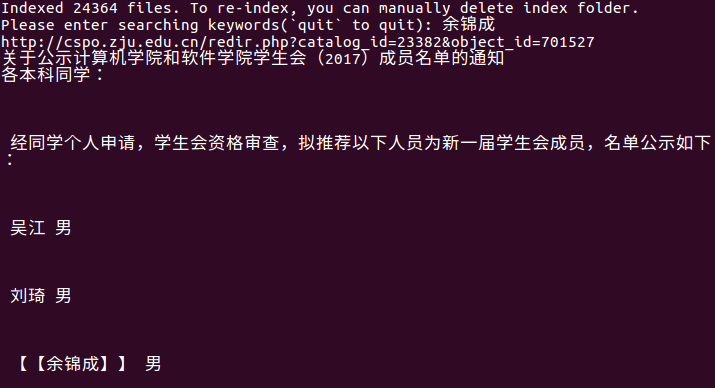 Indexed 24364 files. To re-index, you can manually delete index folder.
Please enter searching keywords(`quit` to quit): 余锦成
http://cspo.zju.edu.cn/redir.php?catalog_id=23382&object_id=701527
关于公示计算机学院和软件学院学生会（2017）成员名单的通知
各本科同学：
经同学个人申请，学生会资格审查，拟推荐以下人员为新一届学生会成员，名单公示如下
：
吴江 男
刘琦 男
【【余锦成】】 男